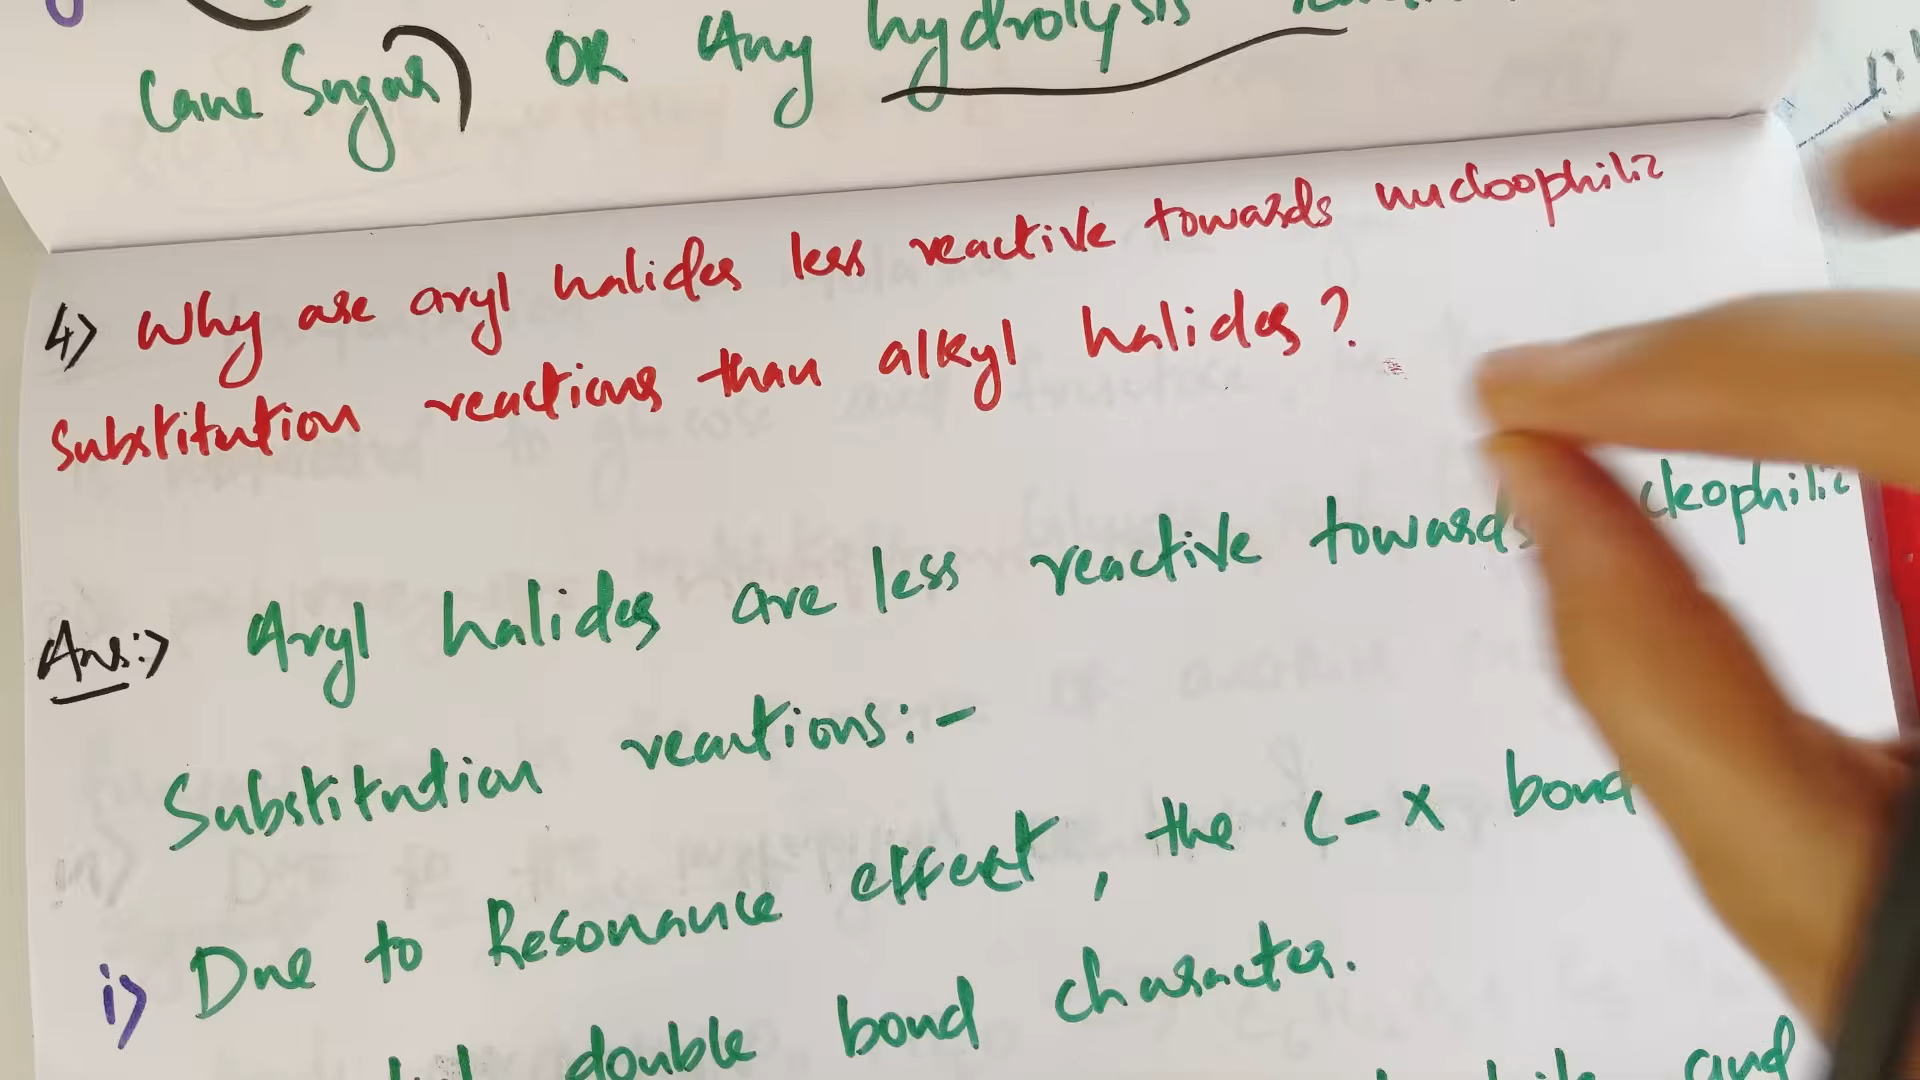 Cane Sugar) OR Any hydrolysis
4) Why are aryl halides less reactive towards nucleophilic
substitution reactions than alkyl halides?
Ans:> Aryl halides are less reactive towards cleophilic
Substitution reactions:-
i) Due to Resonance effect, the C-X bond
double bond character.
and